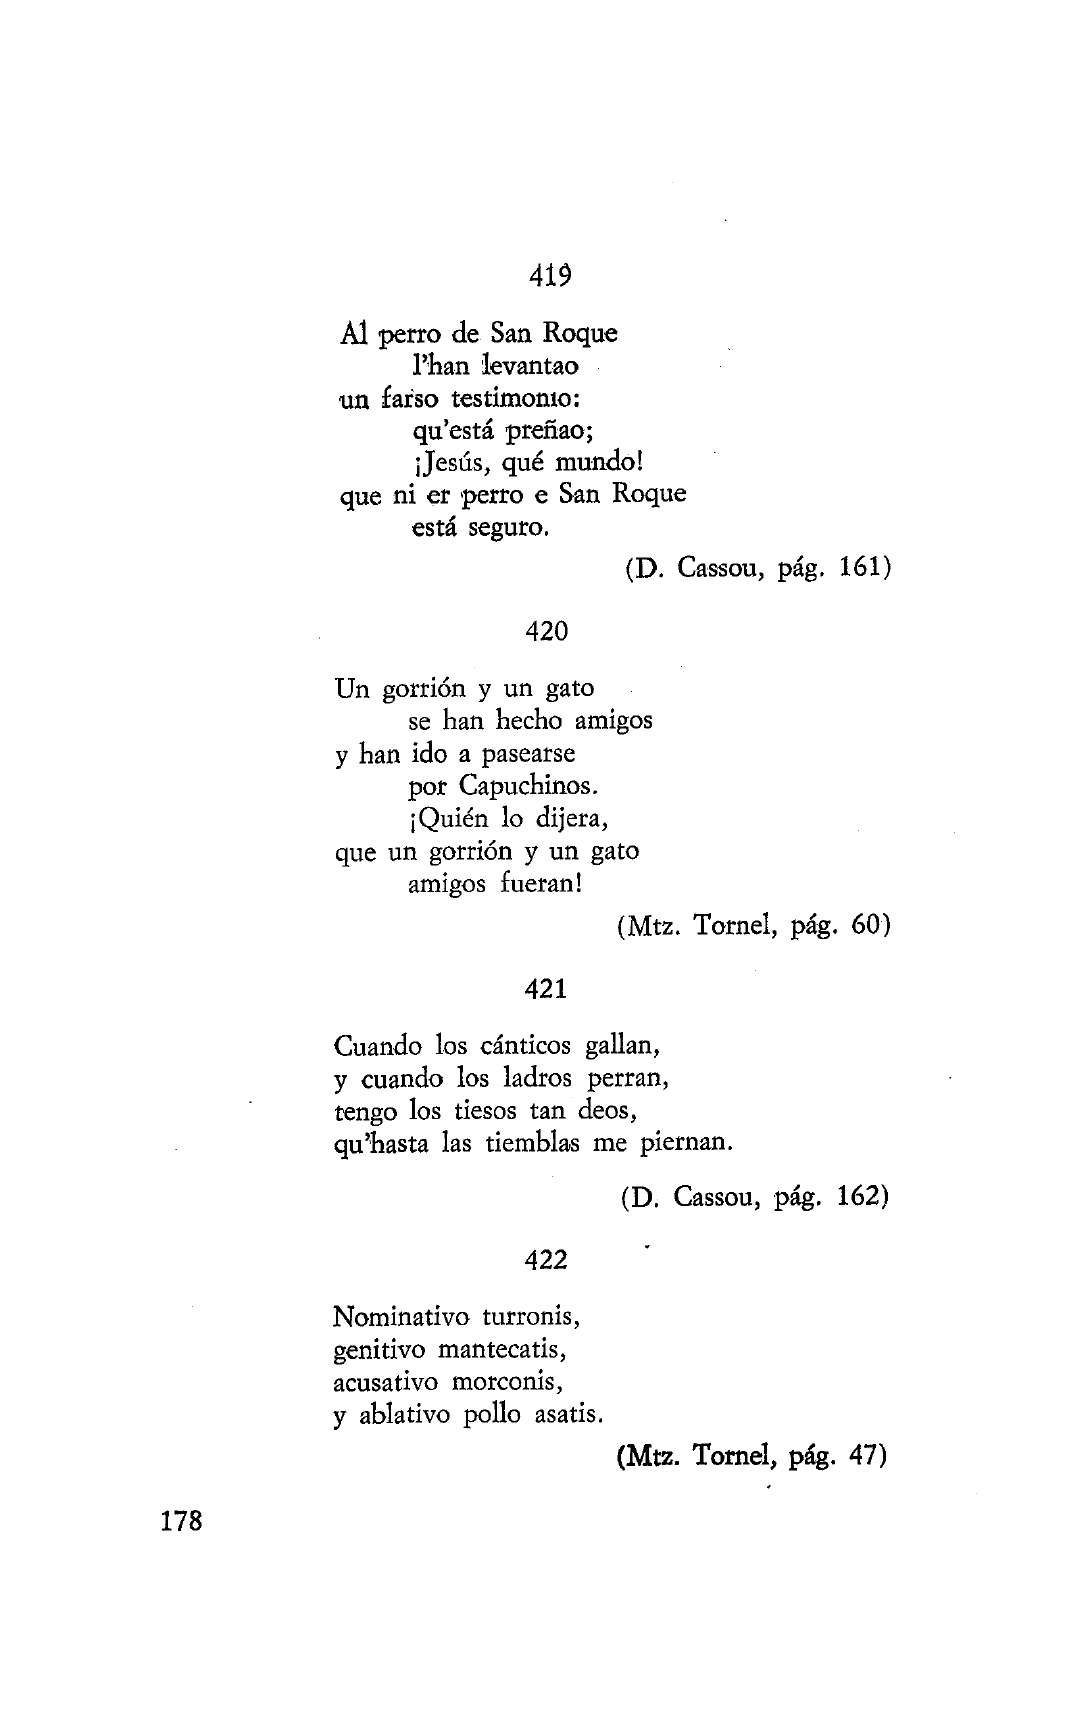 419
Al perro de San Roque
l'han levantao
un farso testimonio:
qu'está preñao;
¡Jesús, qué mundo!
que ni er perro e San Roque
está seguro.
(D. Cassou, pág. 161)
420
Un gorrión y un gato
se han hecho amigos
y han ido a pasearse
por Capuchinos.
¡Quién lo dijera,
que un gorrión y un gato
amigos fueran!
(Mtz. Tornel, pág. 60)
421
Cuando los cánticos gallan,
y cuando los ladros perran,
tengo los tiesos tan deos,
qu'hasta las tiemblas me piernan.
(D. Cassou, pág. 162)
422
Nominativo turronis,
genitivo mantecatis,
acusativo morconis,
y ablativo pollo asatis.
(Mtz. Tornel, pág. 47)
178